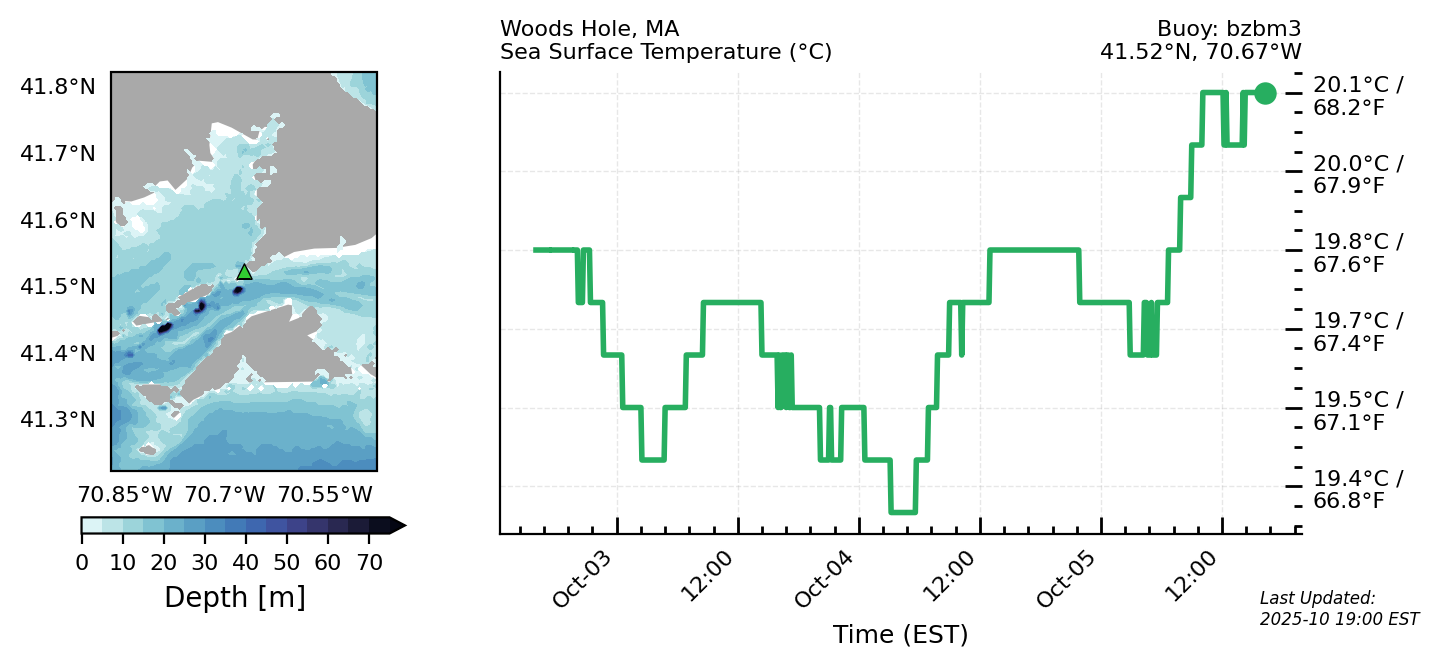 Woods Hole, MA
Sea Surface Temperature (°C)
Buoy: bzbm3
41.52°N, 70.67°W
41.8°N
41.7°N
41.6°N
41.5°N
41.4°N
41.3°N
70.85°W 70.7°W 70.55°W
0 10 20 30 40 50 60 70
Depth [m]
20.1°C /
68.2°F
20.0°C /
67.9°F
19.8°C /
67.6°F
19.7°C /
67.4°F
19.5°C /
67.1°F
19.4°C /
66.8°F
Oct-03
12:00
Oct-04
12:00
Oct-05
12:00
Time (EST)
Last Updated:
2025-10 19:00 EST